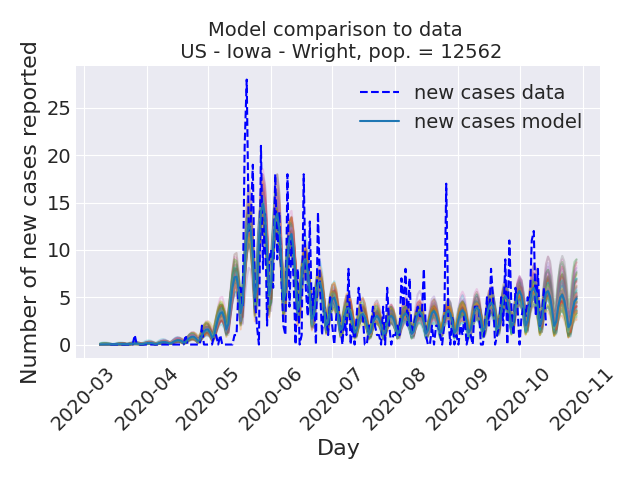 Model comparison to data
US - Iowa - Wright, pop. = 12562
Number of new cases reported
25
20
15
10
5
0
new cases data
new cases model
2020-03
2020-04
2020-05
2020-06
2020-07
2020-08
2020-09
2020-10
2020-11
Day